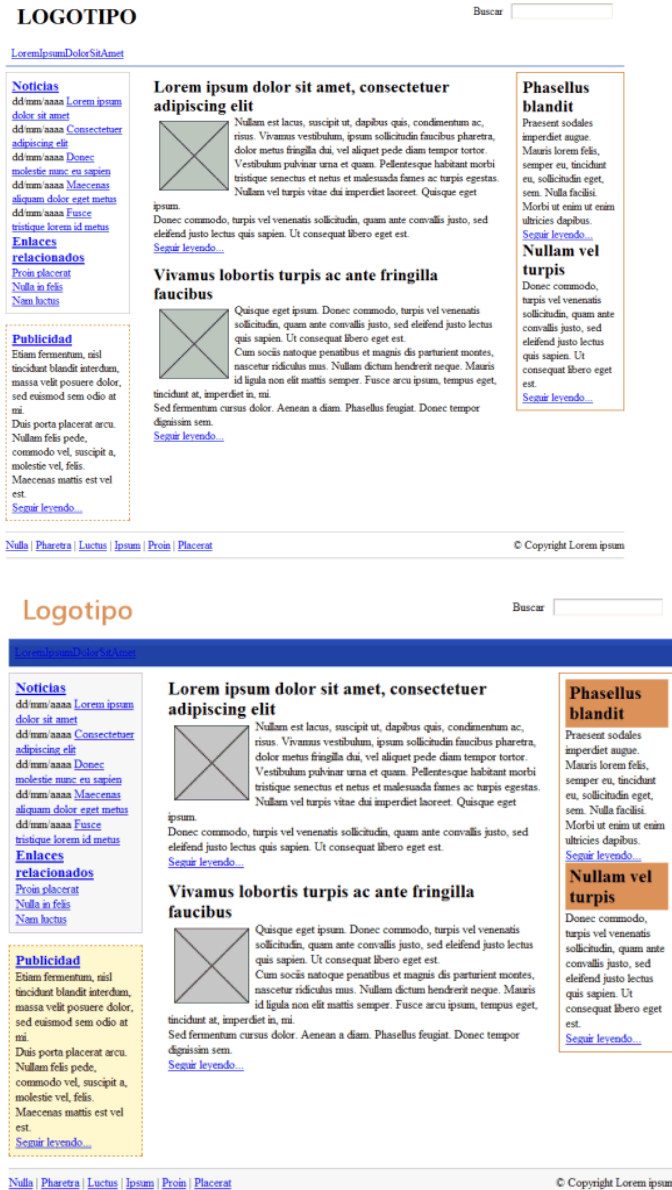 LOGOTIPO
Buscar
LoremIpsumDolorSitAmet
Noticias
dd/mm/aaaa Lorem ipsum
dolor sit amet
dd/mm/aaaa Consectetuer
adipiscing elit
dd/mm/aaaa Donec
molestie nunc eu sapien
dd/mm/aaaa Maecenas
aliquam dolor eget metus
dd/mm/aaaa Fusce
tristique lorem id metus
Enlaces
relacionados
Proin placerat
Nulla in felis
Nam luctus
Publicidad
Etiam fermentum, nisl
tincidunt blandit interdum,
massa velit posuere dolor,
sed euismod sem odio at
mi.
Duis porta placerat arcu.
Nullam felis pede,
commodo vel, suscipit a,
molestie vel, felis.
Maecenas mattis est vel
est.
Seguir leyendo...
Lorem ipsum dolor sit amet, consectetuer
adipiscing elit
Nullam est lacus, suscipit ut, dapibus quis, condimentum ac,
risus. Vivamus vestibulum, ipsum sollicitudin faucibus pharetra,
dolor metus fringilla dui, vel aliquet pede diam tempor tortor.
Vestibulum pulvinar urna et quam. Pellentesque habitant morbi
tristique senectus et netus et malesuada fames ac turpis egestas.
Nullam vel turpis vitae dui imperdiet laoreet. Quisque eget
ipsum.
Donec commodo, turpis vel venenatis sollicitudin, quam ante convallis justo, sed
eleifend justo lectus quis sapien. Ut consequat libero eget est.
Seguir leyendo...
Vivamus lobortis turpis ac ante fringilla
faucibus
Quisque eget ipsum. Donec commodo, turpis vel venenatis
sollicitudin, quam ante convallis justo, sed eleifend justo lectus
quis sapien. Ut consequat libero eget est.
Cum sociis natoque penatibus et magnis dis parturient montes,
nascetur ridiculus mus. Nullam dictum hendrerit neque. Mauris
id ligula non elit mattis semper. Fusce arcu ipsum, tempus eget,
tincidunt at, imperdiet in, mi.
Sed fermentum cursus dolor. Aenean a diam. Phasellus feugiat. Donec tempor
dignissim sem.
Seguir leyendo...
Phasellus
blandit
Praesent sodales
imperdiet augue.
Mauris lorem felis,
semper eu, tincidunt
eu, sollicitudin eget,
sem. Nulla facilisi.
Morbi ut enim ut enim
ultricies dapibus.
Seguir leyendo...
Nullam vel
turpis
Donec commodo,
turpis vel venenatis
sollicitudin, quam ante
convallis justo, sed
eleifend justo lectus
quis sapien. Ut
consequat libero eget
est.
Seguir leyendo...
Nulla | Pharetra | Luctus | Ipsum | Proin | Placerat
© Copyright Lorem ipsum
Logotipo
Buscar
LoremIpsumDolorSitAmet
Noticias
dd/mm/aaaa Lorem ipsum
dolor sit amet
dd/mm/aaaa Consectetuer
adipiscing elit
dd/mm/aaaa Donec
molestie nunc eu sapien
dd/mm/aaaa Maecenas
aliquam dolor eget metus
dd/mm/aaaa Fusce
tristique lorem id metus
Enlaces
relacionados
Proin placerat
Nulla in felis
Nam luctus
Publicidad
Etiam fermentum, nisl
tincidunt blandit interdum,
massa velit posuere dolor,
sed euismod sem odio at
mi.
Duis porta placerat arcu.
Nullam felis pede,
commodo vel, suscipit a,
molestie vel, felis.
Maecenas mattis est vel
est.
Seguir leyendo...
Lorem ipsum dolor sit amet, consectetuer
adipiscing elit
Nullam est lacus, suscipit ut, dapibus quis, condimentum ac,
risus. Vivamus vestibulum, ipsum sollicitudin faucibus pharetra,
dolor metus fringilla dui, vel aliquet pede diam tempor tortor.
Vestibulum pulvinar urna et quam. Pellentesque habitant morbi
tristique senectus et netus et malesuada fames ac turpis egestas.
Nullam vel turpis vitae dui imperdiet laoreet. Quisque eget
ipsum.
Donec commodo, turpis vel venenatis sollicitudin, quam ante convallis justo, sed
eleifend justo lectus quis sapien. Ut consequat libero eget est.
Seguir leyendo...
Vivamus lobortis turpis ac ante fringilla
faucibus
Quisque eget ipsum. Donec commodo, turpis vel venenatis
sollicitudin, quam ante convallis justo, sed eleifend justo lectus
quis sapien. Ut consequat libero eget est.
Cum sociis natoque penatibus et magnis dis parturient montes,
nascetur ridiculus mus. Nullam dictum hendrerit neque. Mauris
id ligula non elit mattis semper. Fusce arcu ipsum, tempus eget,
tincidunt at, imperdiet in, mi.
Sed fermentum cursus dolor. Aenean a diam. Phasellus feugiat. Donec tempor
dignissim sem.
Seguir leyendo...
Phasellus
blandit
Praesent sodales
imperdiet augue.
Mauris lorem felis,
semper eu, tincidunt
eu, sollicitudin eget,
sem. Nulla facilisi.
Morbi ut enim ut enim
ultricies dapibus.
Seguir leyendo...
Nullam vel
turpis
Donec commodo,
turpis vel venenatis
sollicitudin, quam ante
convallis justo, sed
eleifend justo lectus
quis sapien. Ut
consequat libero eget
est.
Seguir leyendo...
Nulla | Pharetra | Luctus | Ipsum | Proin | Placerat
© Copyright Lorem ipsum